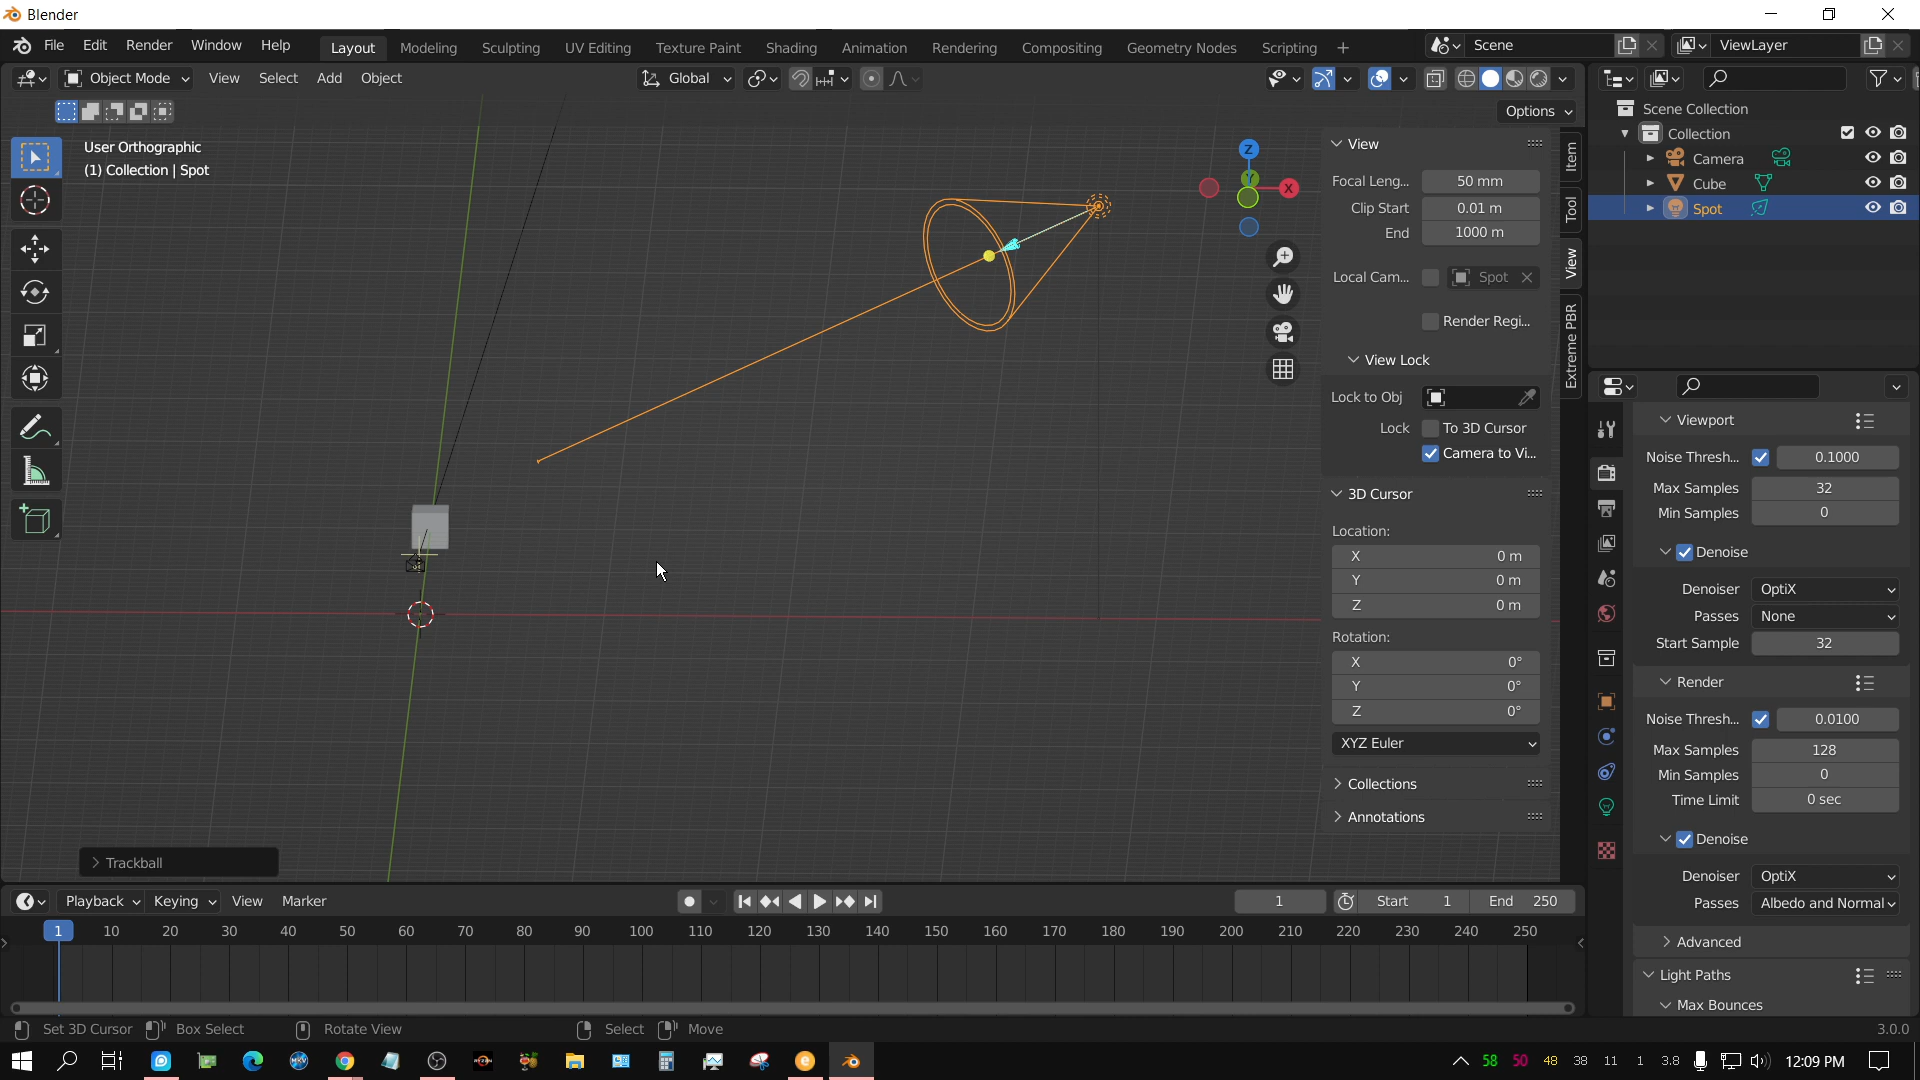 Blender
File Edit Render Window Help Layout Modeling Sculpting UV Editing Texture Paint Shading Animation Rendering Compositing Geometry Nodes Scripting + Scene ViewLayer
Object Mode View Select Add Object Global
Options
User Orthographic
(1) Collection | Spot
Z
Y
X
View
Focal Leng... 50 mm
Clip Start 0.01 m
End 1000 m
Local Cam... Spot
Render Regi...
View Lock
Lock to Obj
Lock To 3D Cursor
Camera to Vi...
3D Cursor
Location:
X 0 m
Y 0 m
Z 0 m
Rotation:
X 0°
Y 0°
Z 0°
XYZ Euler
Collections
Annotations
Item
Tool
View
Extreme PBR
Scene Collection
Collection
Camera
Cube
Spot
Viewport
Noise Thresh... 0.1000
Max Samples 32
Min Samples 0
Denoise
Denoiser OptiX
Passes None
Start Sample 32
Render
Noise Thresh... 0.0100
Max Samples 128
Min Samples 0
Time Limit 0 sec
Denoise
Denoiser OptiX
Passes Albedo and Normal
Advanced
Light Paths
Max Bounces
Trackball
Playback Keying View Marker 1 Start 1 End 250
1 10 20 30 40 50 60 70 80 90 100 110 120 130 140 150 160 170 180 190 200 210 220 230 240 250
Set 3D Cursor Box Select Rotate View Select Move 3.0.0
58 50 48 38 11 1 3.8 12:09 PM